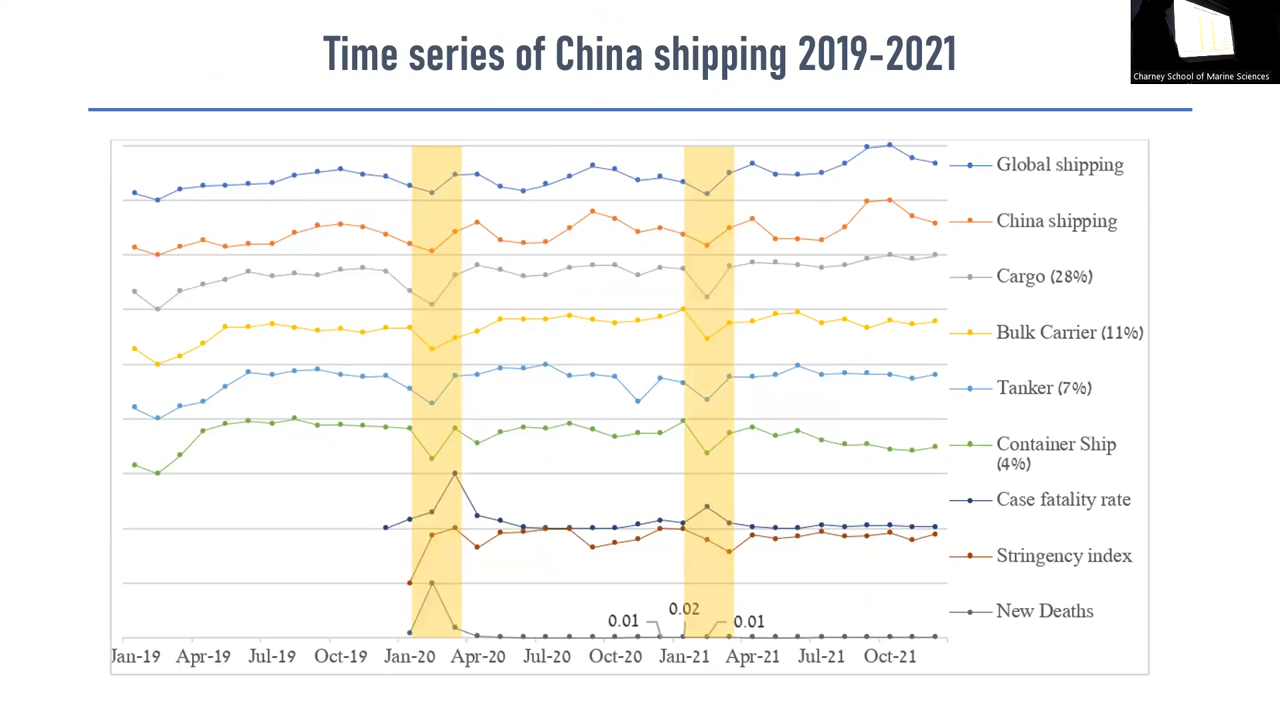 Time series of China shipping 2019-2021
Charney School of Marine Sciences
Global shipping
China shipping
Cargo (28%)
Bulk Carrier (11%)
Tanker (7%)
Container Ship
(4%)
Case fatality rate
Stringency index
New Deaths
0.01
0.02
0.01
Jan-19 Apr-19 Jul-19 Oct-19 Jan-20 Apr-20 Jul-20 Oct-20 Jan-21 Apr-21 Jul-21 Oct-21